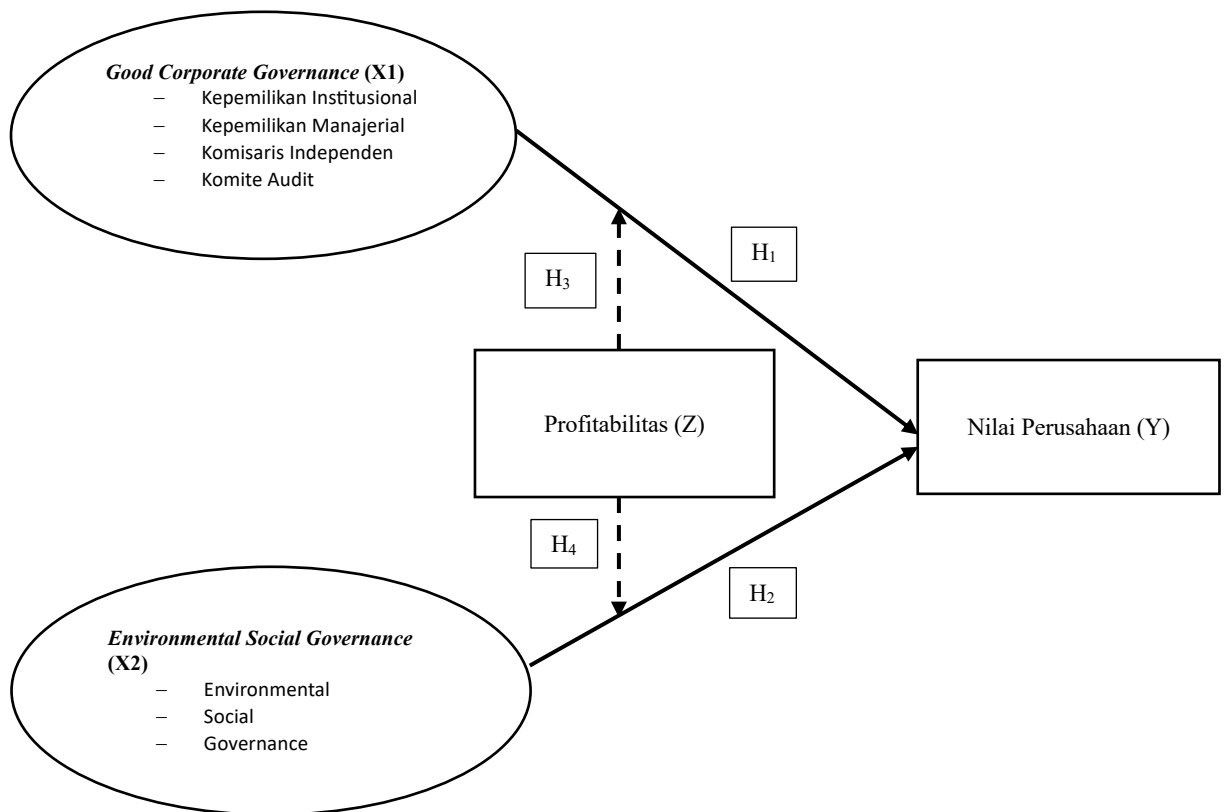 Good Corporate Governance (X1)
– Kepemilikan Institusional
– Kepemilikan Manajerial
– Komisaris Independen
– Komite Audit
H1
H3
Profitabilitas (Z)
Nilai Perusahaan (Y)
H4
H2
Environmental Social Governance
(X2)
– Environmental
– Social
– Governance